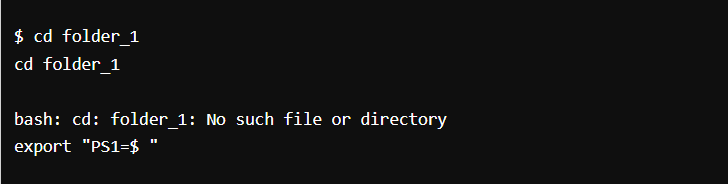 $ cd folder_1
cd folder_1
bash: cd: folder_1: No such file or directory
export "PS1=$ "